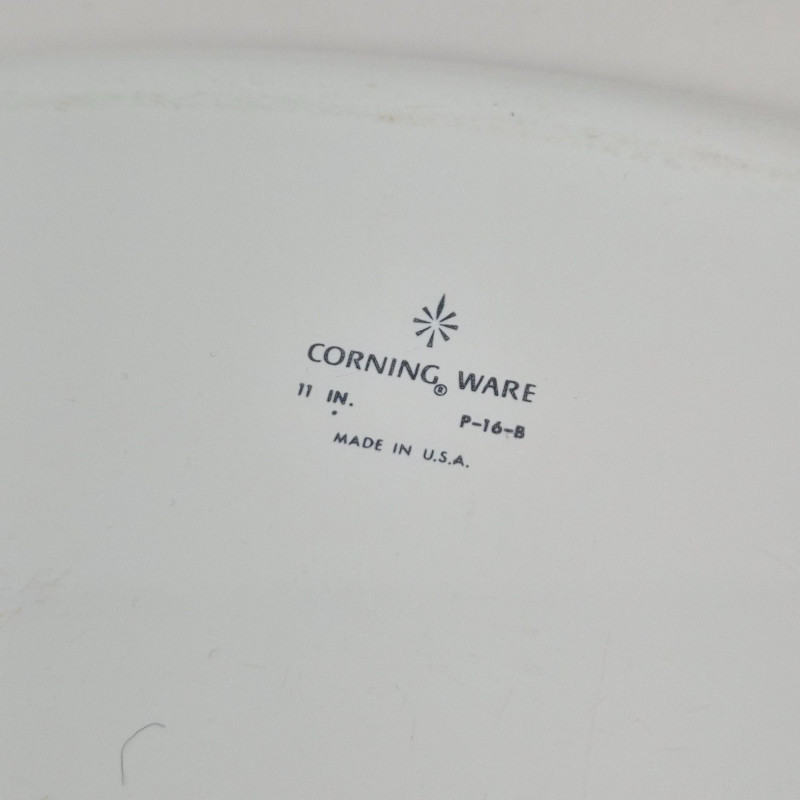 CORNING® WARE
11 IN. P-16-B
MADE IN U.S.A.